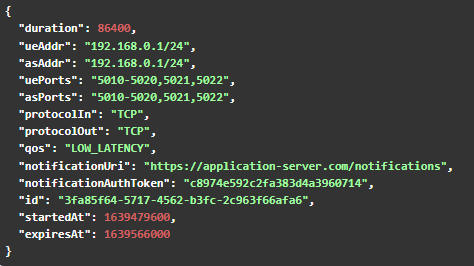 {
"duration": 86400,
"ueAddr": "192.168.0.1/24",
"asAddr": "192.168.0.1/24",
"uePorts": "5010-5020,5021,5022",
"asPorts": "5010-5020,5021,5022",
"protocolIn": "TCP",
"protocolOut": "TCP",
"qos": "LOW_LATENCY",
"notificationUri": "https://application-server.com/notifications",
"notificationAuthToken": "c8974e592c2fa383d4a3960714",
"id": "3fa85f64-5717-4562-b3fc-2c963f66afa6",
"startedAt": 1639479600,
"expiresAt": 1639566000
}